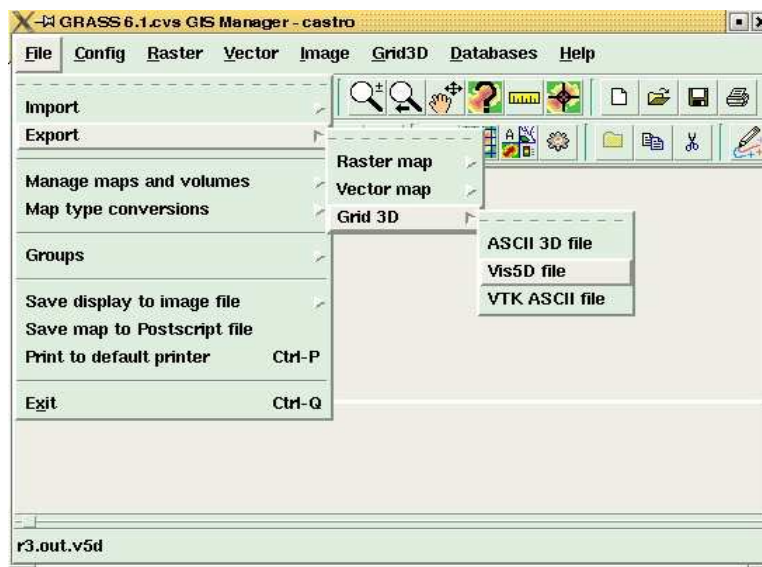 GRASS 6.1.cvs GIS Manager - castro
File Config Raster Vector Image Grid3D Databases Help
Import
Export
Manage maps and volumes
Map type conversions
Groups
Save display to image file
Save map to Postscript file
Print to default printer Ctrl-P
Exit Ctrl-Q
Raster map
Vector map
Grid 3D
ASCII 3D file
Vis5D file
VTK ASCII file
r3.out.v5d